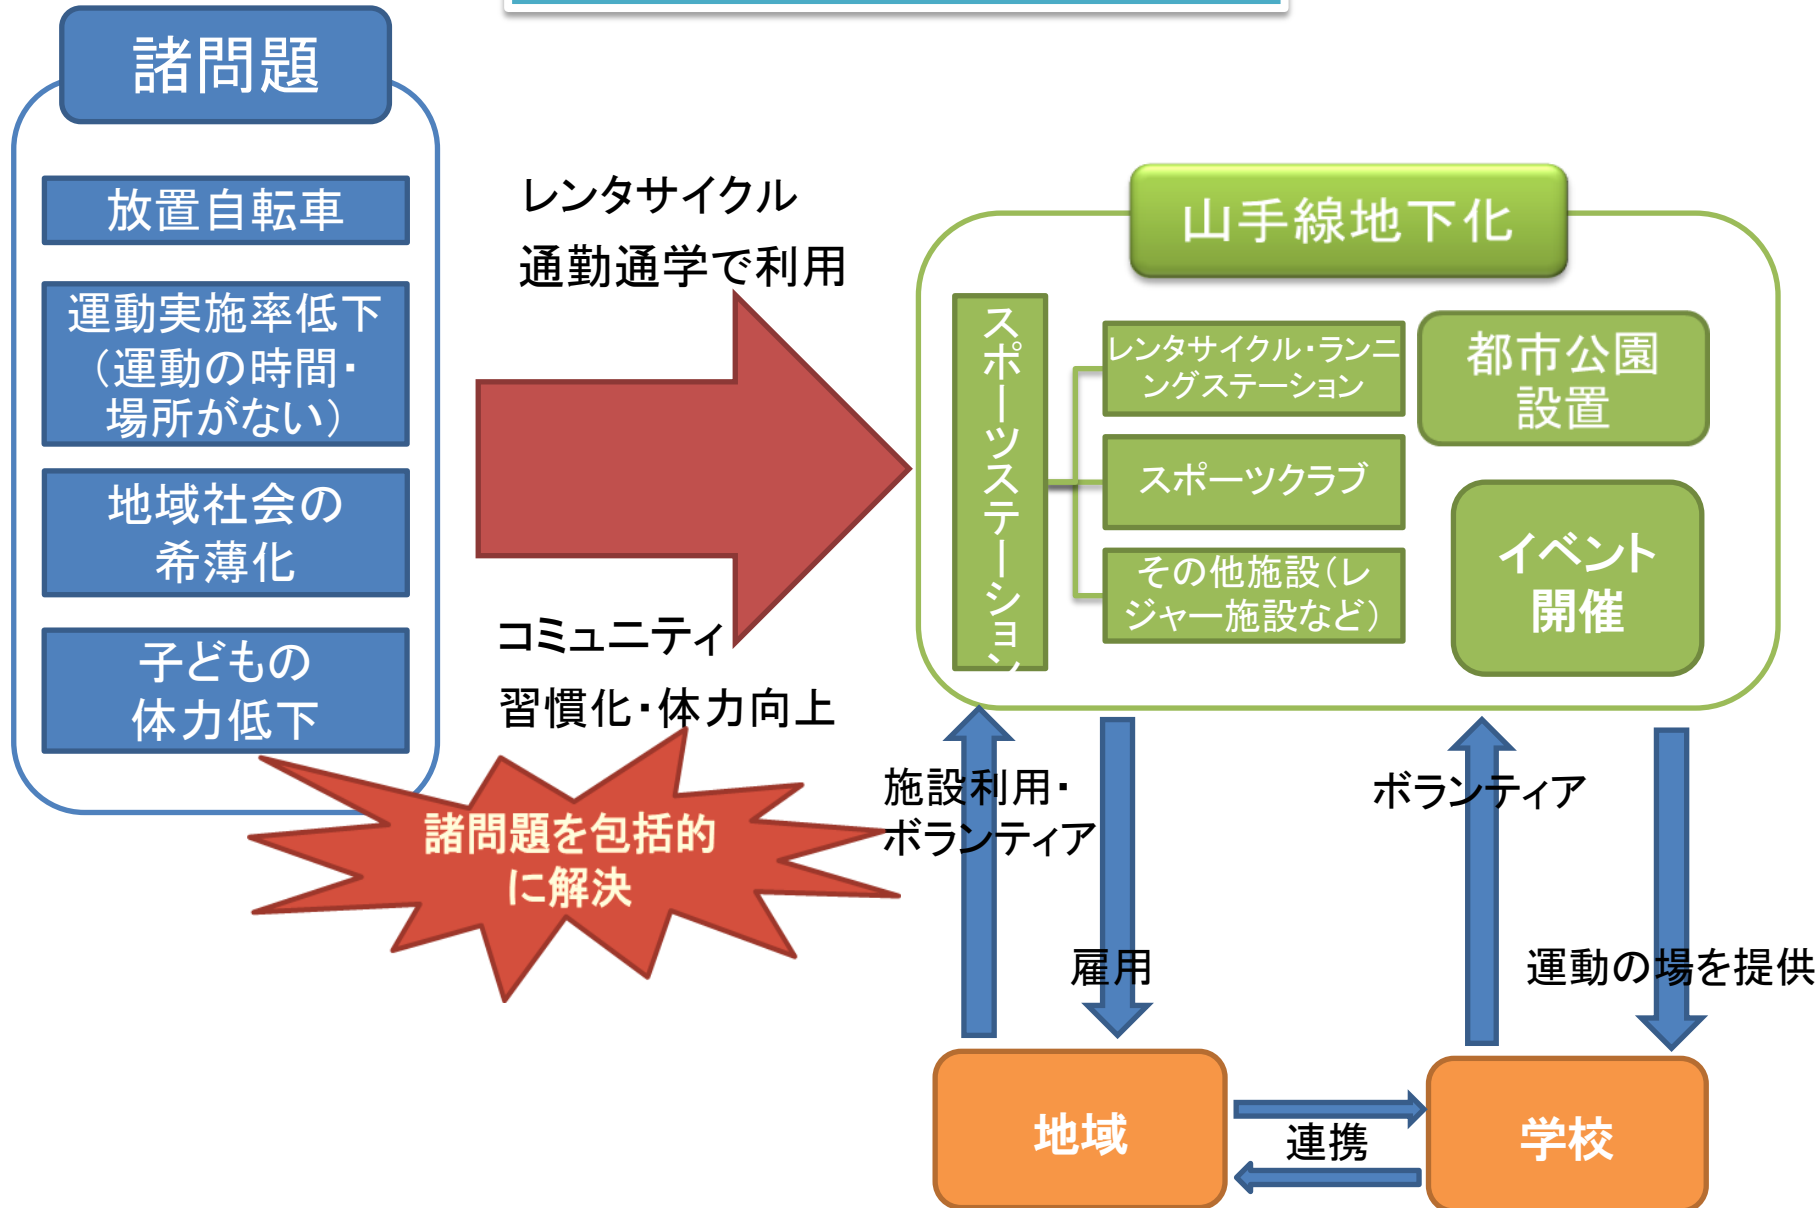 諸問題
放置自転車
運動実施率低下
（運動の時間・
場所がない）
地域社会の
希薄化
子どもの
体力低下
レンタサイクル
通勤通学で利用
コミュニティ
習慣化・体力向上
諸問題を包括的
に解決
山手線地下化
スポーツステーション
レンタサイクル・ランニ
ングステーション
スポーツクラブ
その他施設（レ
ジャー施設など）
都市公園
設置
イベント
開催
施設利用・
ボランティア
雇用
ボランティア
運動の場を提供
地域
連携
学校